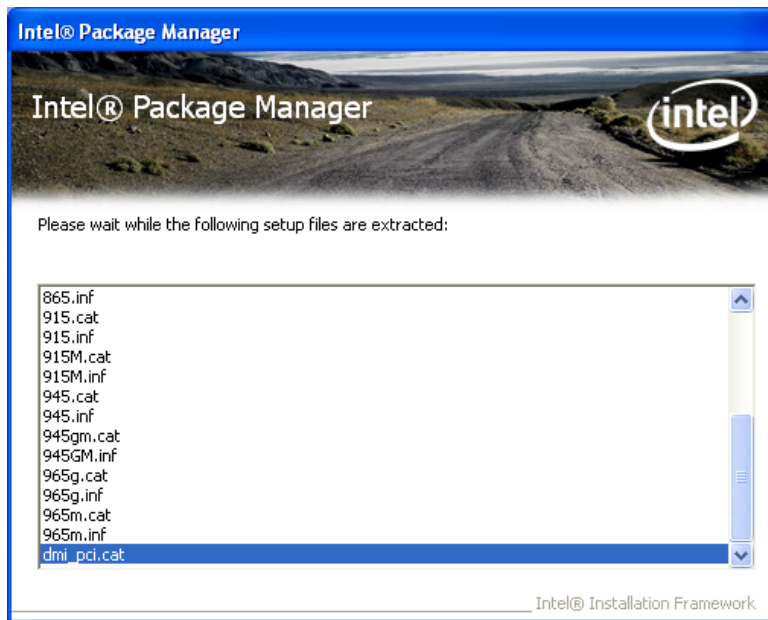 Intel® Package Manager
Intel® Package Manager
intel
Please wait while the following setup files are extracted:
865.inf
915.cat
915.inf
915M.cat
915M.inf
945.cat
945.inf
945gm.cat
945GM.inf
965g.cat
965g.inf
965m.cat
965m.inf
dmi_pci.cat
Intel® Installation Framework